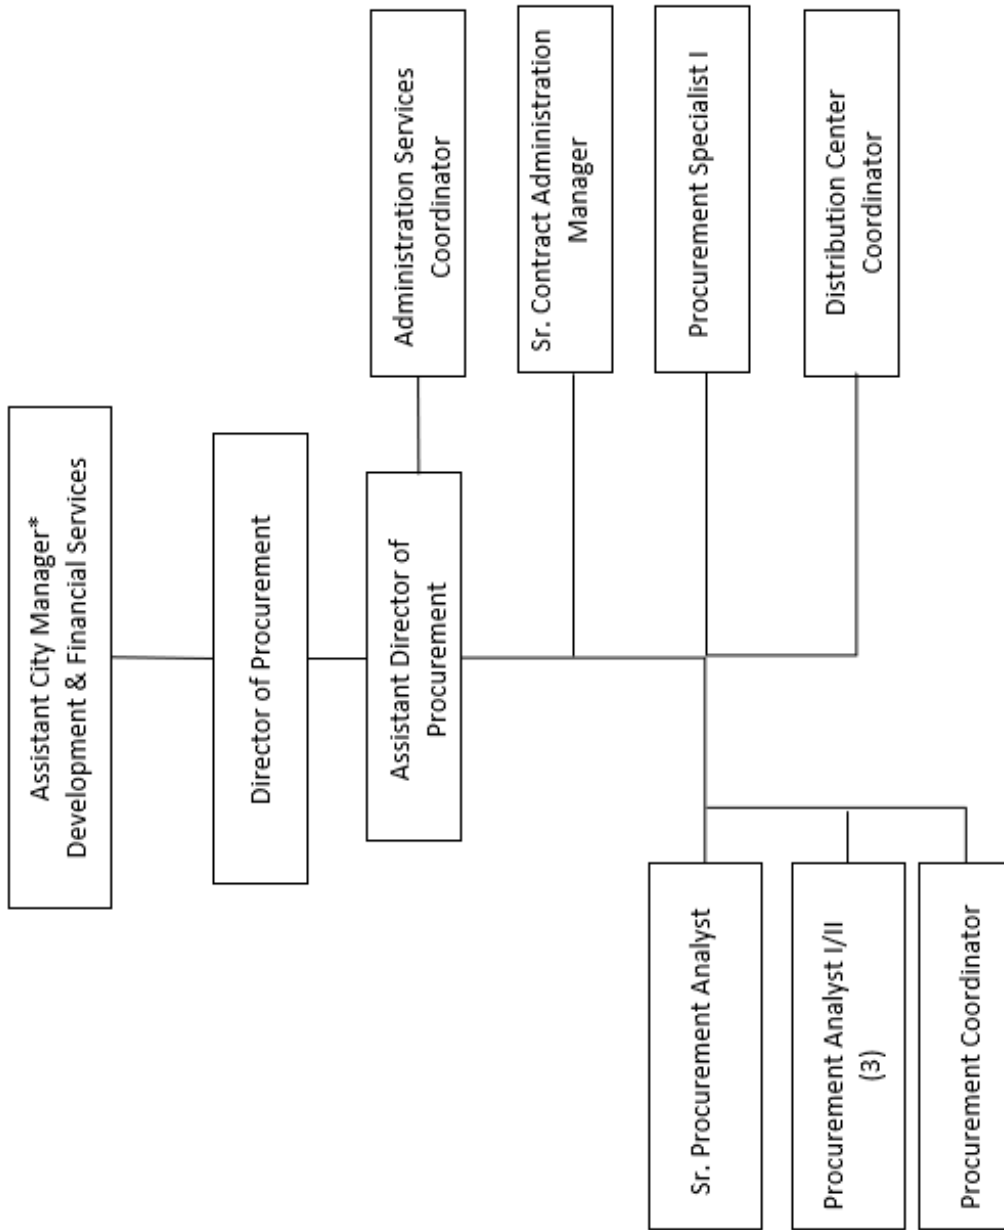 Assistant City Manager*
Development & Financial Services
Director of Procurement
Assistant Director of
Procurement
Administration Services
Coordinator
Sr. Contract Administration
Manager
Procurement Specialist I
Distribution Center
Coordinator
Sr. Procurement Analyst
Procurement Analyst I/II
(3)
Procurement Coordinator